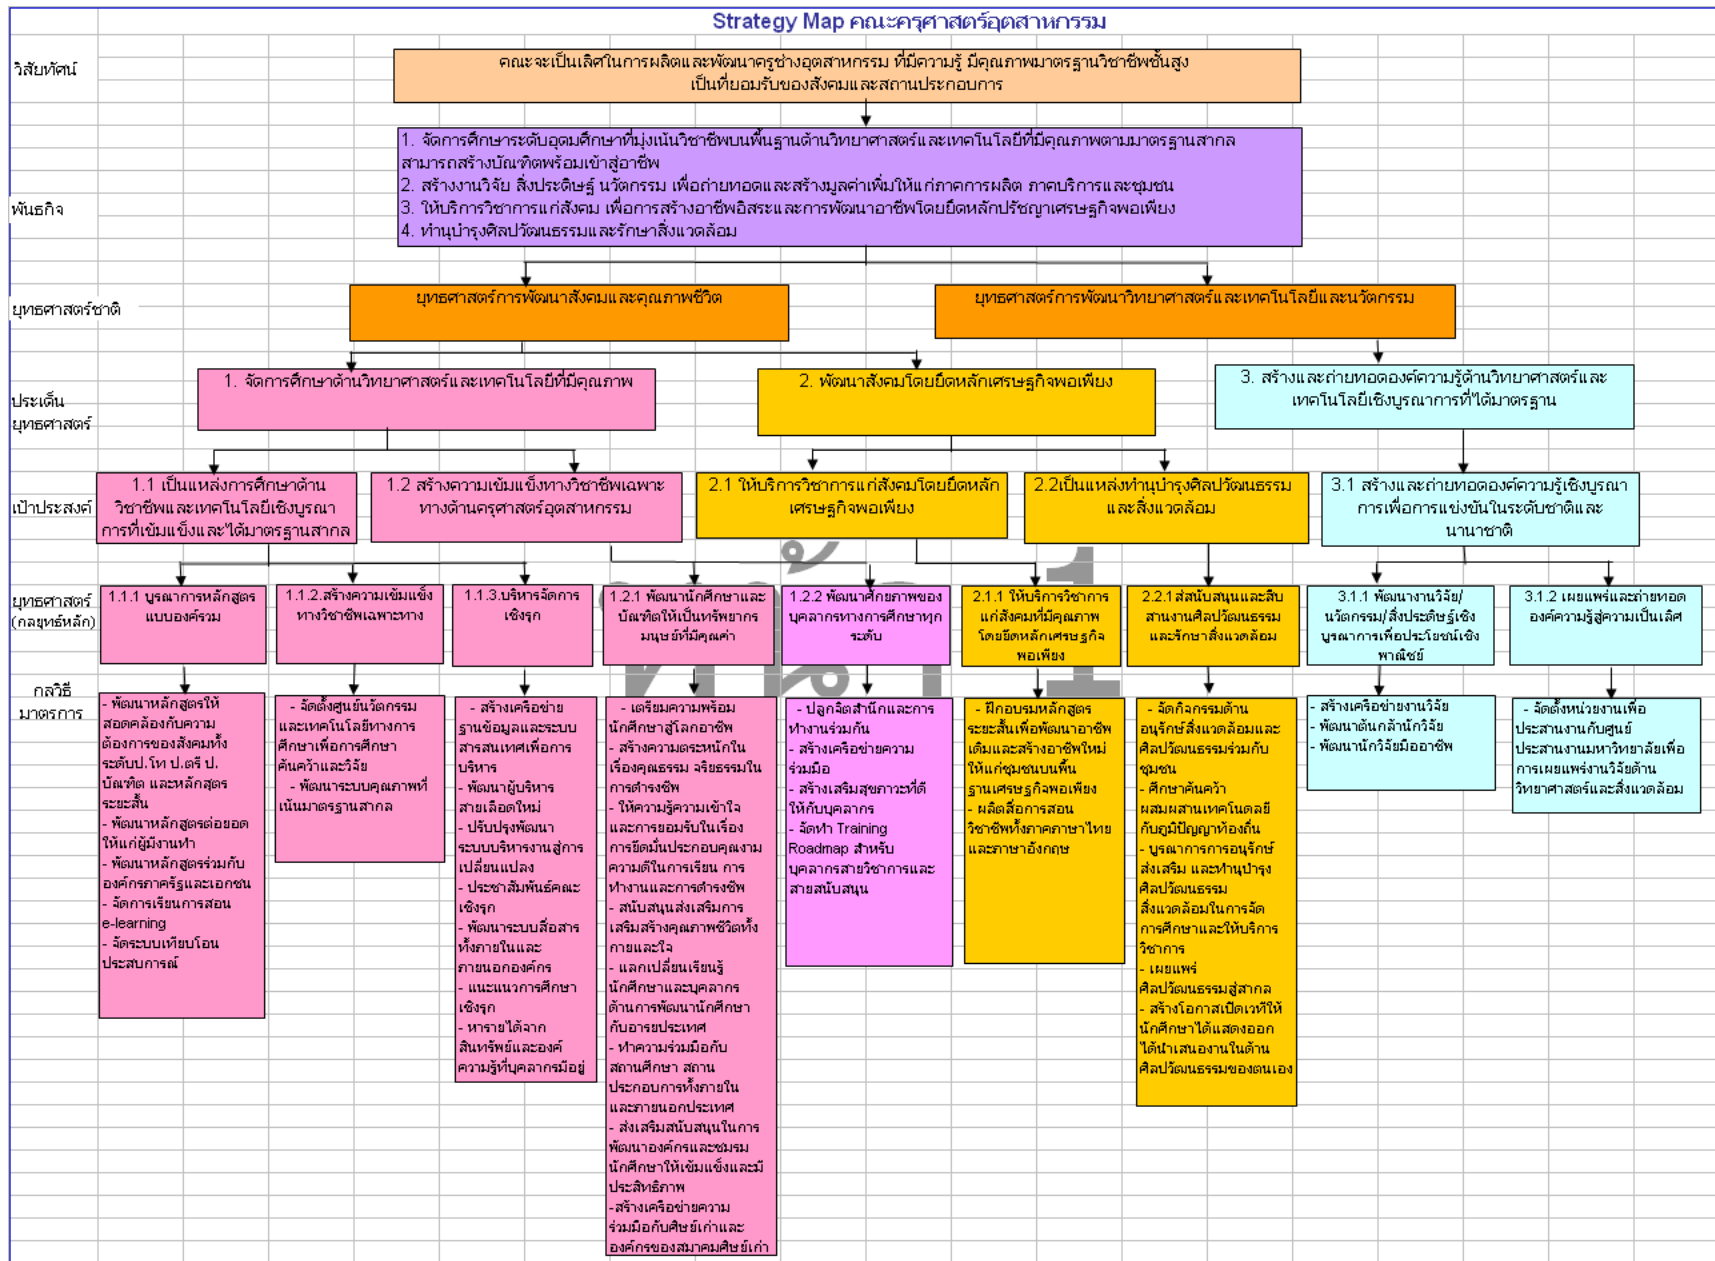 Strategy Map คณะครุศาสตร์อุตสาหกรรม
วิสัยทัศน์
คณะจะเป็นเลิศในการผลิตและพัฒนาครูช่างอุตสาหกรรม ที่มีความรู้ มีคุณภาพมาตรฐานวิชาชีพชั้นสูง
เป็นที่ยอมรับของสังคมและสถานประกอบการ
พันธกิจ
1. จัดการศึกษาระดับอุดมศึกษาที่มุ่งเน้นวิชาชีพบนพื้นฐานด้านวิทยาศาสตร์และเทคโนโลยีที่มีคุณภาพตามมาตรฐานสากล
สามารถสร้างบัณฑิตพร้อมเข้าสู่อาชีพ
2. สร้างงานวิจัย สิ่งประดิษฐ์ นวัตกรรม เพื่อถ่ายทอดและสร้างมูลค่าเพิ่มให้แก่ภาคการผลิต ภาคบริการและชุมชน
3. ให้บริการวิชาการแก่สังคม เพื่อการสร้างอาชีพอิสระและการพัฒนาอาชีพโดยยึดหลักปรัชญาเศรษฐกิจพอเพียง
4. ทำนุบำรุงศิลปวัฒนธรรมและรักษาสิ่งแวดล้อม
ยุทธศาสตร์ชาติ
ยุทธศาสตร์การพัฒนาสังคมและคุณภาพชีวิต
ยุทธศาสตร์การพัฒนาวิทยาศาสตร์และเทคโนโลยีและนวัตกรรม
ประเด็น
ยุทธศาสตร์
1. จัดการศึกษาด้านวิทยาศาสตร์และเทคโนโลยีที่มีคุณภาพ
2. พัฒนาสังคมโดยยึดหลักเศรษฐกิจพอเพียง
3. สร้างและถ่ายทอดองค์ความรู้ด้านวิทยาศาสตร์และ
เทคโนโลยีเชิงบูรณาการที่ได้มาตรฐาน
เป้าประสงค์
1.1 เป็นแหล่งการศึกษาด้าน
วิชาชีพและเทคโนโลยีเชิงบูรณา
การที่เข้มแข็งและได้มาตรฐานสากล
1.2 สร้างความเข้มแข็งทางวิชาชีพเฉพาะ
ทางด้านครุศาสตร์อุตสาหกรรม
2.1 ให้บริการวิชาการแก่สังคมโดยยึดหลัก
เศรษฐกิจพอเพียง
2.2เป็นแหล่งทำนุบำรุงศิลปวัฒนธรรม
และสิ่งแวดล้อม
3.1 สร้างและถ่ายทอดองค์ความรู้เชิงบูรณา
การเพื่อการแข่งขันในระดับชาติและ
นานาชาติ
หน้า 1
ยุทธศาสตร์
(กลยุทธ์หลัก)
1.1.1 บูรณาการหลักสูตร
แบบองค์รวม
1.1.2.สร้างความเข้มแข็ง
ทางวิชาชีพเฉพาะทาง
1.1.3.บริหารจัดการ
เชิงรุก
1.2.1 พัฒนานักศึกษาและ
บัณฑิตให้เป็นทรัพยากร
มนุษย์ที่มีคุณค่า
1.2.2 พัฒนาศักยภาพของ
บุคลากรทางการศึกษาทุก
ระดับ
2.1.1 ให้บริการวิชาการ
แก่สังคมที่มีคุณภาพ
โดยยึดหลักเศรษฐกิจ
พอเพียง
2.2.1ส่สนับสนุนและสืบ
สานงานศิลปวัฒนธรรม
และรักษาสิ่งแวดล้อม
3.1.1 พัฒนางานวิจัย/
นวัตกรรม/สิ่งประดิษฐ์เชิง
บูรณาการเพื่อประโยชน์เชิง
พาณิชย์
3.1.2 เผยแพร่และถ่ายทอด
องค์ความรู้สู่ความเป็นเลิศ
กลวิธี
มาตรการ
- พัฒนาหลักสูตรให้
สอดคล้องกับความ
ต้องการของสังคมทั้ง
ระดับป.โท ป.ตรี ป.
บัณฑิต และหลักสูตร
ระยะสั้น
- พัฒนาหลักสูตรต่อยอด
ให้แก่ผู้มีงานทำ
- พัฒนาหลักสูตรร่วมกับ
องค์กรภาครัฐและเอกชน
- จัดการเรียนการสอน
e-learning
- จัดระบบเทียบโอน
ประสบการณ์
- จัดตั้งศูนย์นวัตกรรม
และเทคโนโลยีทางการ
ศึกษาเพื่อการศึกษา
ค้นคว้าและวิจัย
- พัฒนาระบบคุณภาพที่
เน้นมาตรฐานสากล
- สร้างเครือข่าย
ฐานข้อมูลและระบบ
สารสนเทศเพื่อการ
บริหาร
- พัฒนาผู้บริหาร
สายเลือดใหม่
- ปรับปรุงพัฒนา
ระบบบริหารงานสู่การ
เปลี่ยนแปลง
- ประชาสัมพันธ์คณะ
เชิงรุก
- พัฒนาระบบสื่อสาร
ทั้งภายในและ
ภายนอกองค์กร
- แนะแนวการศึกษา
เชิงรุก
- หารายได้จาก
สินทรัพย์และองค์
ความรู้ที่บุคลากรมีอยู่
- เตรียมความพร้อม
นักศึกษาสู่โลกอาชีพ
- สร้างความตระหนักใน
เรื่องคุณธรรม จริยธรรมใน
การดำรงชีพ
- ให้ความรู้ความเข้าใจ
และการยอมรับในเรื่อง
การยึดมั่นประกอบคุณงาม
ความดีในการเรียน การ
ทำงานและการดำรงชีพ
- สนับสนุนส่งเสริมการ
เสริมสร้างคุณภาพชีวิตทั้ง
กายและใจ
- แลกเปลี่ยนเรียนรู้
นักศึกษาและบุคลากร
ด้านการพัฒนานักศึกษา
กับอารยประเทศ
- ทำความร่วมมือกับ
สถานศึกษา สถาน
ประกอบการทั้งภายใน
และภายนอกประเทศ
- ส่งเสริมสนับสนุนในการ
พัฒนาองค์กรและชมรม
นักศึกษาให้เข้มแข็งและมี
ประสิทธิภาพ
-สร้างเครือข่ายความ
ร่วมมือกับศิษย์เก่าและ
องค์กรของสมาคมศิษย์เก่า
- ปลูกจิตสำนึกและการ
ทำงานร่วมกัน
- สร้างเครือข่ายความ
ร่วมมือ
- สร้างเสริมสุขภาวะที่ดี
ให้กับบุคลากร
- จัดทำ Training
Roadmap สำหรับ
บุคลากรสายวิชาการและ
สายสนับสนุน
- ฝึกอบรมหลักสูตร
ระยะสั้นเพื่อพัฒนาอาชีพ
เดิมและสร้างอาชีพใหม่
ให้แก่ชุมชนบนพื้น
ฐานเศรษฐกิจพอเพียง
- ผลิตสื่อการสอน
วิชาชีพทั้งภาคภาษาไทย
และภาษาอังกฤษ
- จัดกิจกรรมด้าน
อนุรักษ์สิ่งแวดล้อมและ
ศิลปวัฒนธรรมร่วมกับ
ชุมชน
- ศึกษาค้นคว้า
ผสมผสานเทคโนดลยี
กับภูมิปัญญาท้องถิ่น
- บูรณาการการอนุรักษ์
ส่งเสริม และทำนุบำรุง
ศิลปวัฒนธรรม
สิ่งแวดล้อมในการจัด
การศึกษาและให้บริการ
วิชาการ
- เผยแพร่
ศิลปวัฒนธรรมสู่สากล
- สร้างโอกาสเปิดเวทีให้
นักศึกษาได้แสดงออก
ได้นำเสนองานในด้าน
ศิลปวัฒนธรรมของตนเอง
- สร้างเครือข่ายงานวิจัย
- พัฒนาต้นกล้านักวิจัย
- พัฒนานักวิจัยมืออาชีพ
- จัดตั้งหน่วยงานเพื่อ
ประสานงานกับศูนย์
ประสานงานมหาวิทยาลัยเพื่อ
การเผยแพร่งานวิจัยด้าน
วิทยาศาสตร์และสิ่งแวดล้อม